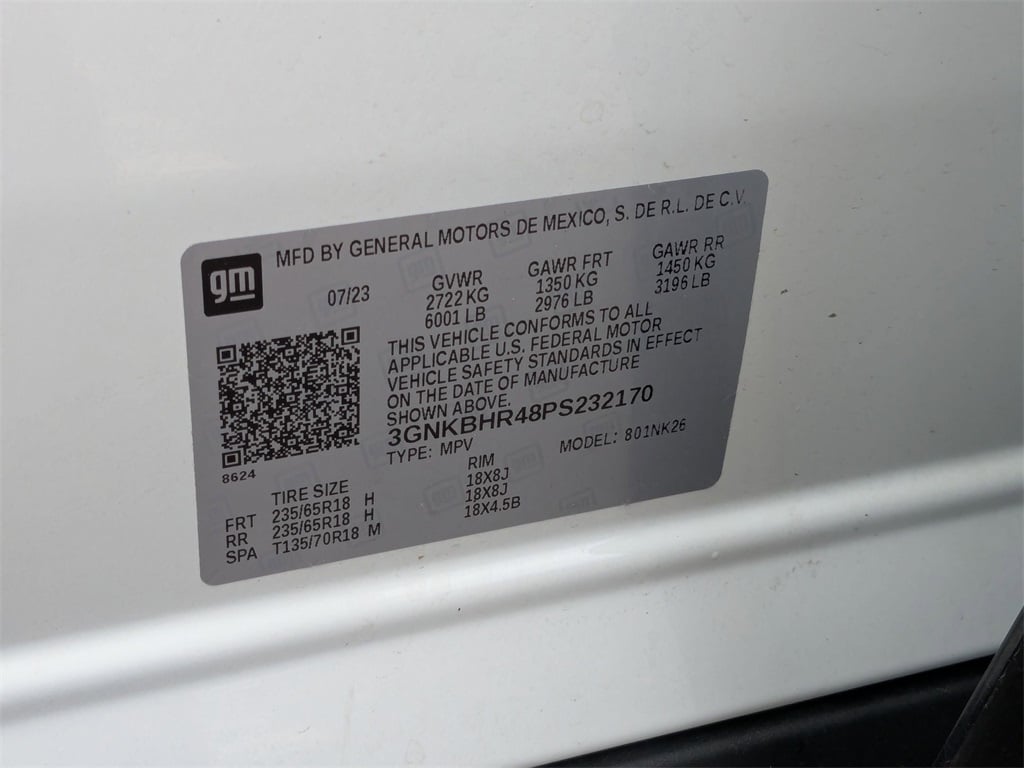 MFD BY GENERAL MOTORS DE MEXICO, S. DE R.L. DE C.V.
gm
07/23
GVWR GAWR FRT GAWR RR
2722 KG 1350 KG 1450 KG
6001 LB 2976 LB 3196 LB
THIS VEHICLE CONFORMS TO ALL
APPLICABLE U.S. FEDERAL MOTOR
VEHICLE SAFETY STANDARDS IN EFFECT
ON THE DATE OF MANUFACTURE
SHOWN ABOVE.
3GNKBHR48PS232170
TYPE: MPV MODEL: 801NK26
8624
TIRE SIZE RIM
FRT 235/65R18 H 18X8J
RR 235/65R18 H 18X8J
SPA T135/70R18 M 18X4.5B